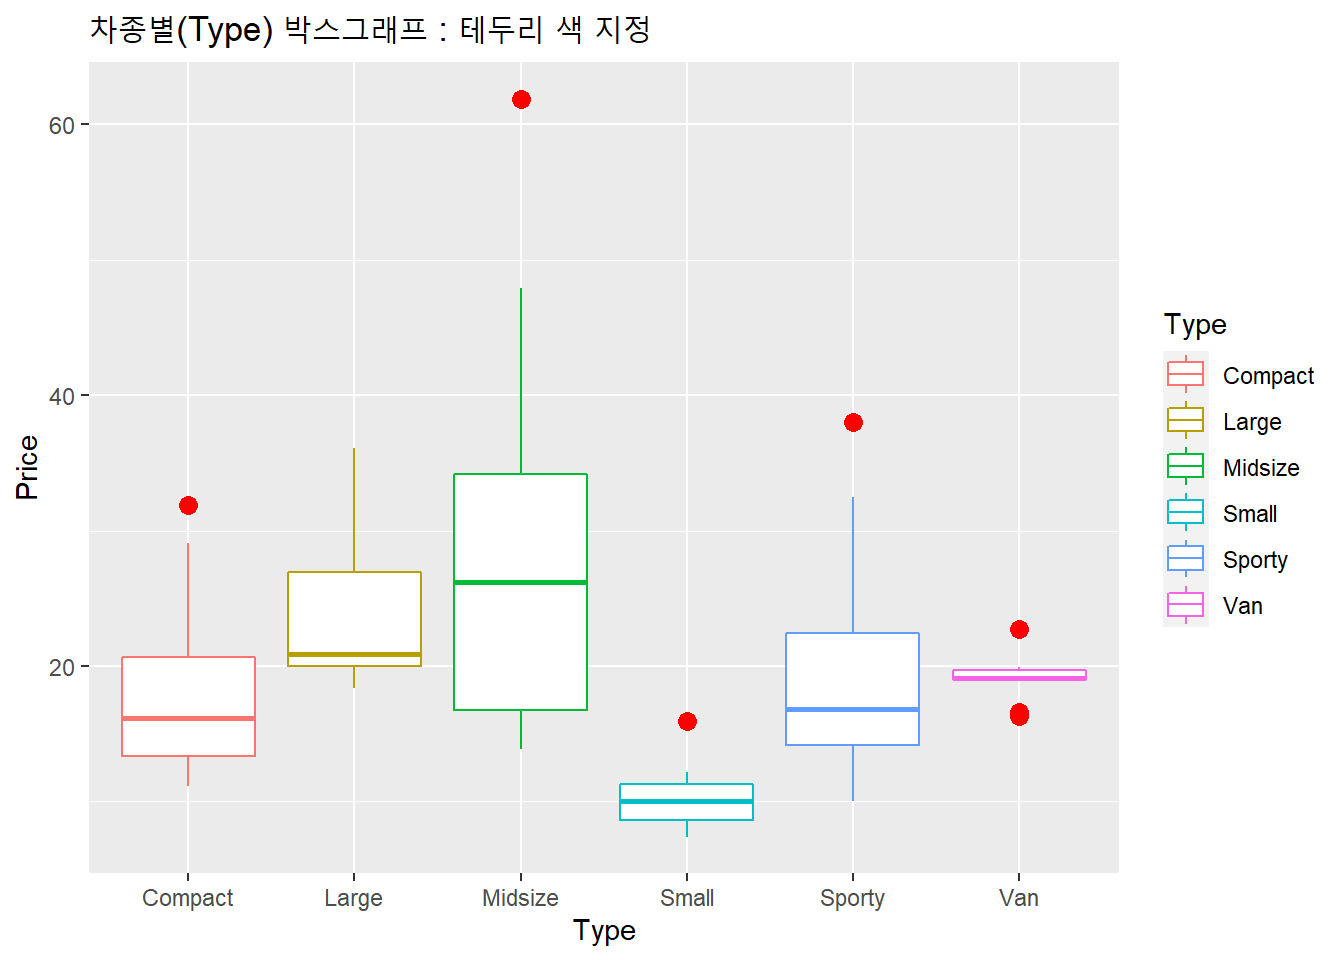 차종별(Type) 박스그래프 : 테두리 색 지정
60
40
20
Price
Compact Large Midsize Small Sporty Van
Type
Type
Compact
Large
Midsize
Small
Sporty
Van